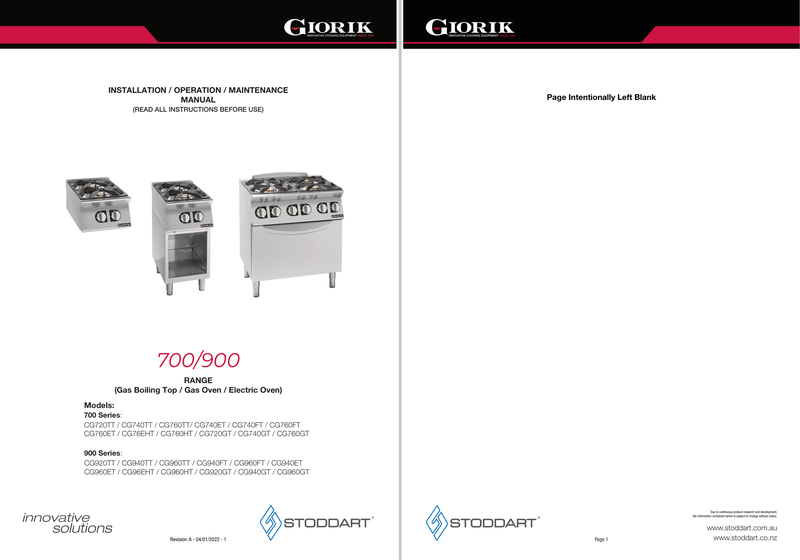 GIORIK
INNOVATIVE COOKING EQUIPMENT SINCE 1963
INSTALLATION / OPERATION / MAINTENANCE
MANUAL
(READ ALL INSTRUCTIONS BEFORE USE)
700/900
RANGE
(Gas Boiling Top / Gas Oven / Electric Oven)
Models:
700 Series:
CG720TT / CG740TT / CG760TT/ CG740ET / CG740FT / CG760FT
CG760ET / CG76EHT / CG760HT / CG720GT / CG740GT / CG760GT
900 Series:
CG920TT / CG940TT / CG960TT / CG940FT / CG960FT / CG940ET
CG960ET / CG96EHT / CG960HT / CG920GT / CG940GT / CG960GT
innovative
solutions
STODDART®
Revision: A - 04/01/2022 - 1
GIORIK
INNOVATIVE COOKING EQUIPMENT SINCE 1963
Page Intentionally Left Blank
STODDART®
Page 1
Due to continuous product research and development,
the information contained herein is subject to change without notice.
www.stoddart.com.au
www.stoddart.co.nz